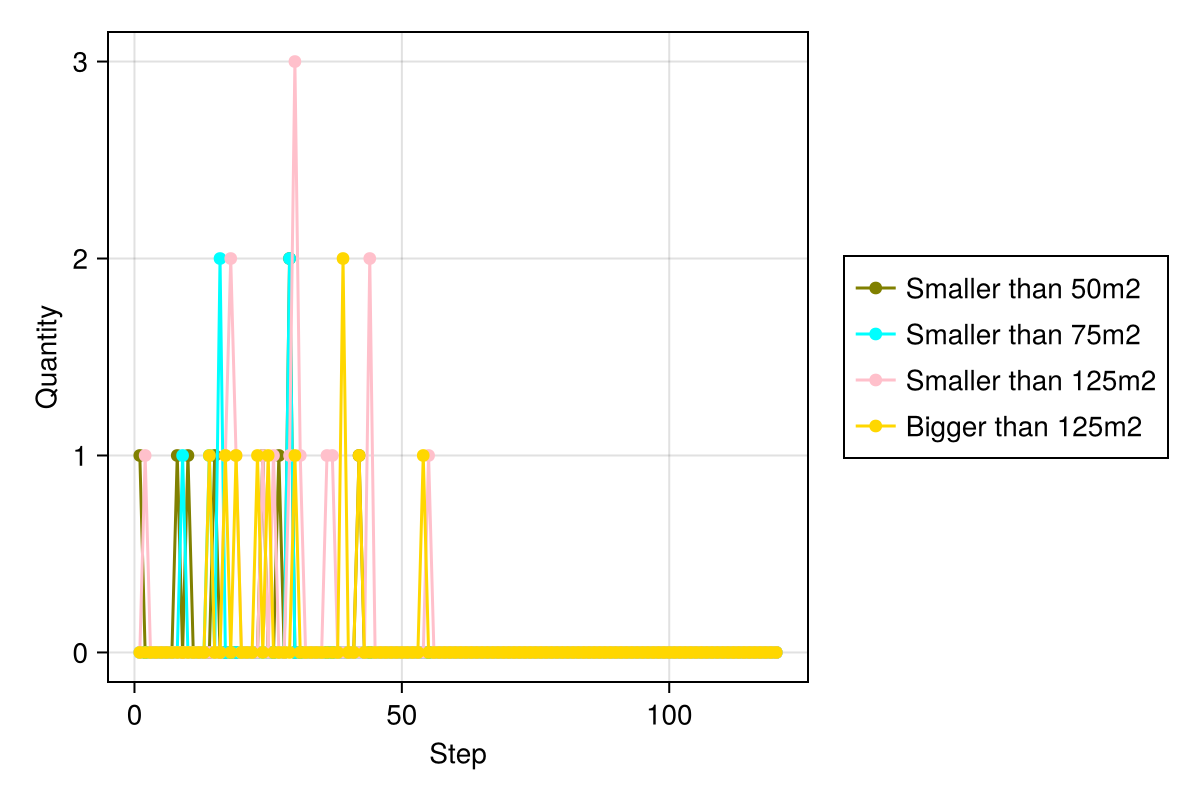 3
2
1
0
Quantity
0 50 100
Step
Smaller than 50m2
Smaller than 75m2
Smaller than 125m2
Bigger than 125m2